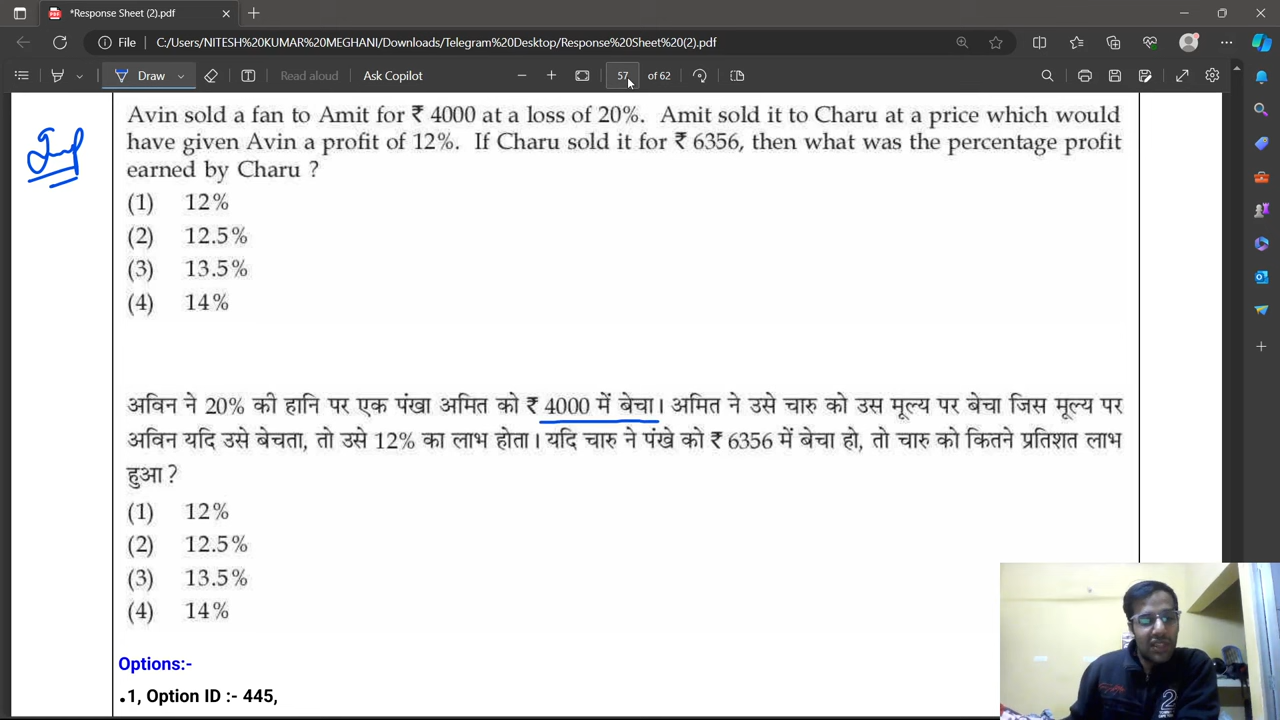 *Response Sheet (2).pdf
File C:/Users/NITESH%20KUMAR%20MEGHANI/Downloads/Telegram%20Desktop/Response%20Sheet%20(2).pdf
Draw Read aloud Ask Copilot 57 of 62
Avin sold a fan to Amit for ₹ 4000 at a loss of 20%. Amit sold it to Charu at a price which would
have given Avin a profit of 12%. If Charu sold it for ₹ 6356, then what was the percentage profit
earned by Charu ?
(1) 12%
(2) 12.5%
(3) 13.5%
(4) 14%
अविन ने 20% की हानि पर एक पंखा अमित को ₹ 4000 में बेचा। अमित ने उसे चारु को उस मूल्य पर बेचा जिस मूल्य पर
अविन यदि उसे बेचता, तो उसे 12% का लाभ होता। यदि चारु ने पंखे को ₹ 6356 में बेचा हो, तो चारु को कितने प्रतिशत लाभ
हुआ ?
(1) 12%
(2) 12.5%
(3) 13.5%
(4) 14%
Options:-
.1, Option ID :- 445,